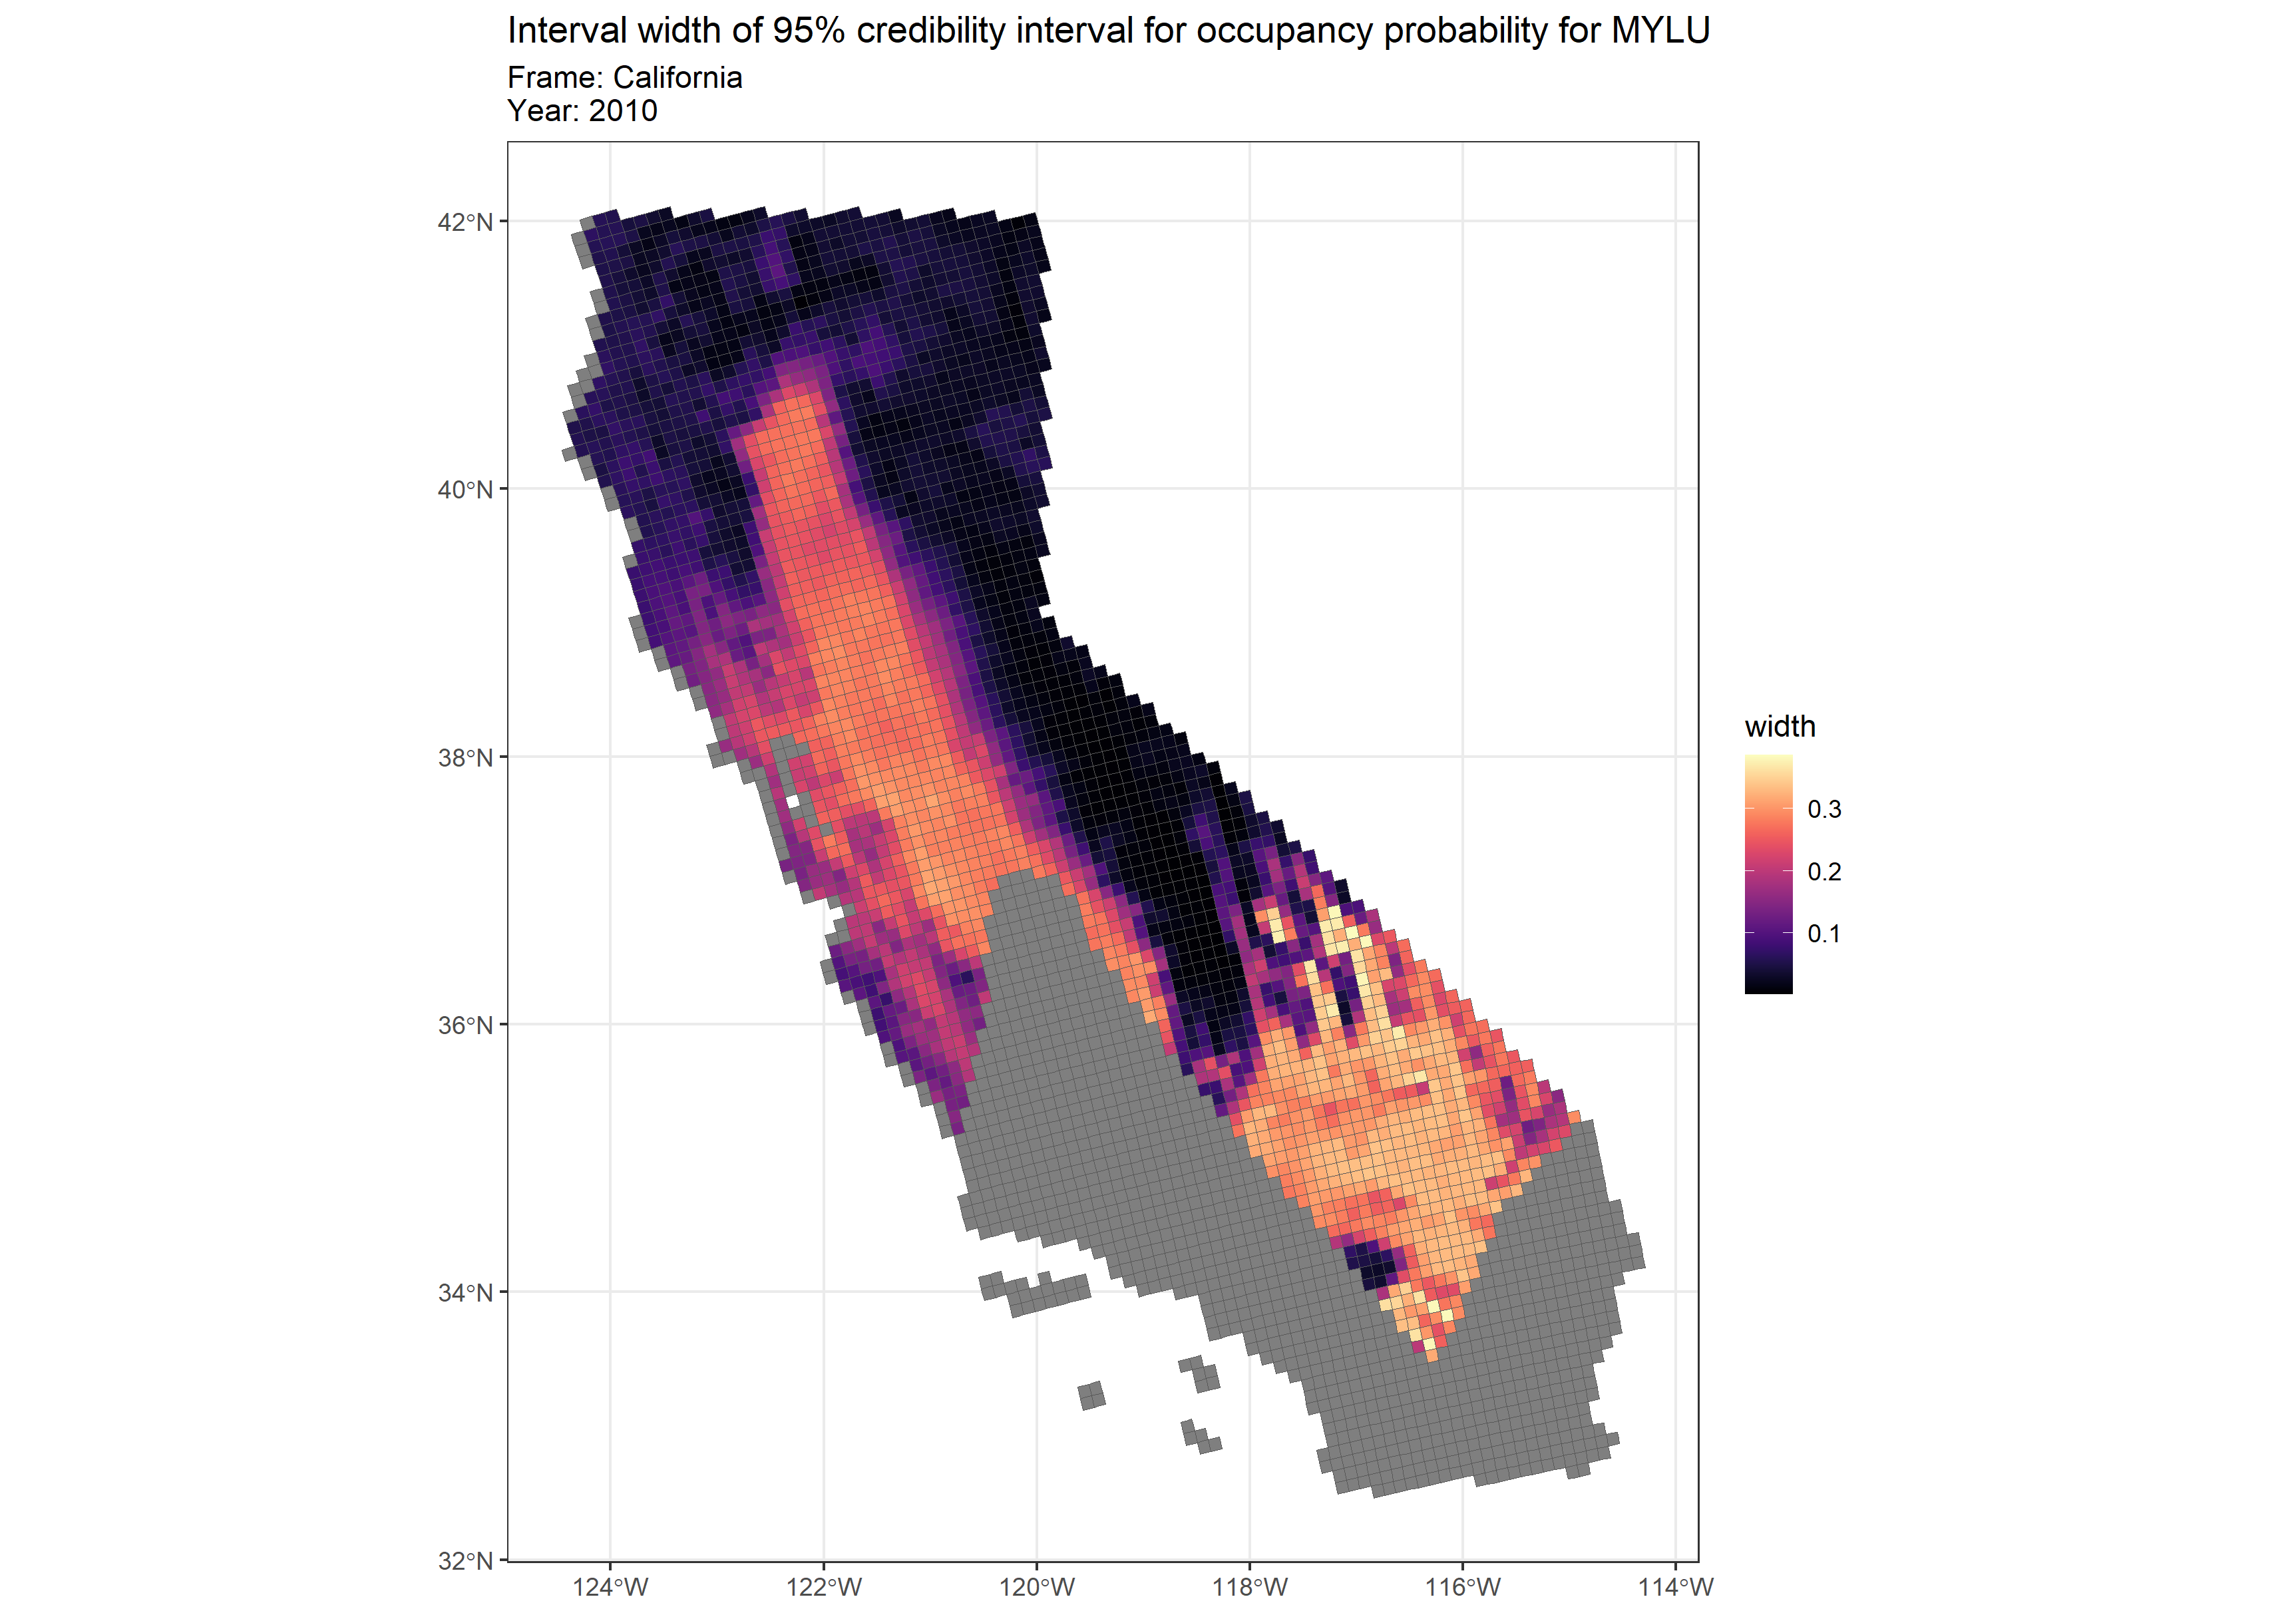 Interval width of 95% credibility interval for occupancy probability for MYLU
Frame: California
Year: 2010
42°N
40°N
38°N
36°N
34°N
32°N
124°W
122°W
120°W
118°W
116°W
114°W
width
0.3
0.2
0.1